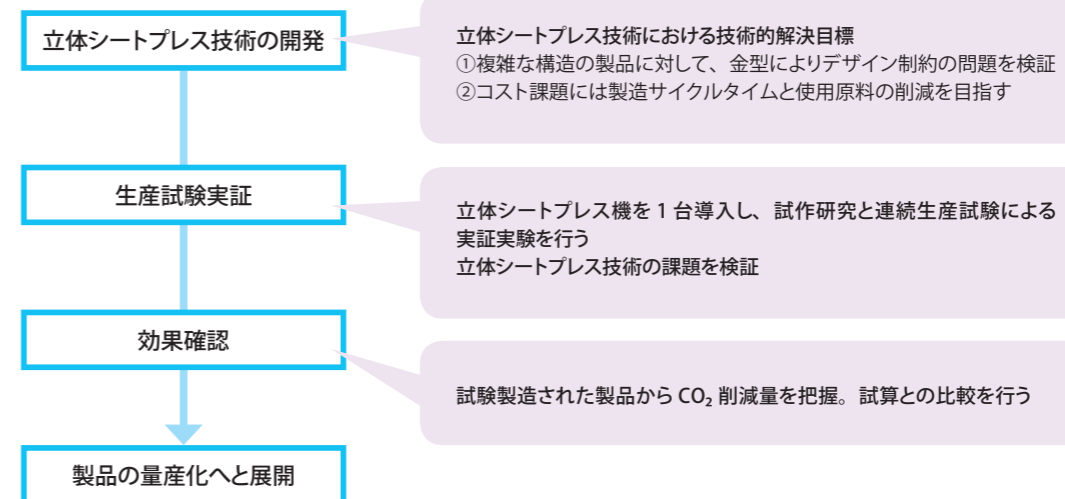 立体シートプレス技術の開発
立体シートプレス技術における技術的解決目標
①複雑な構造の製品に対して、金型によりデザイン制約の問題を検証
②コスト課題には製造サイクルタイムと使用原料の削減を目指す
生産試験実証
立体シートプレス機を1台導入し、試作研究と連続生産試験による
実証実験を行う
立体シートプレス技術の課題を検証
効果確認
試験製造された製品から CO₂ 削減量を把握。試算との比較を行う
製品の量産化へと展開